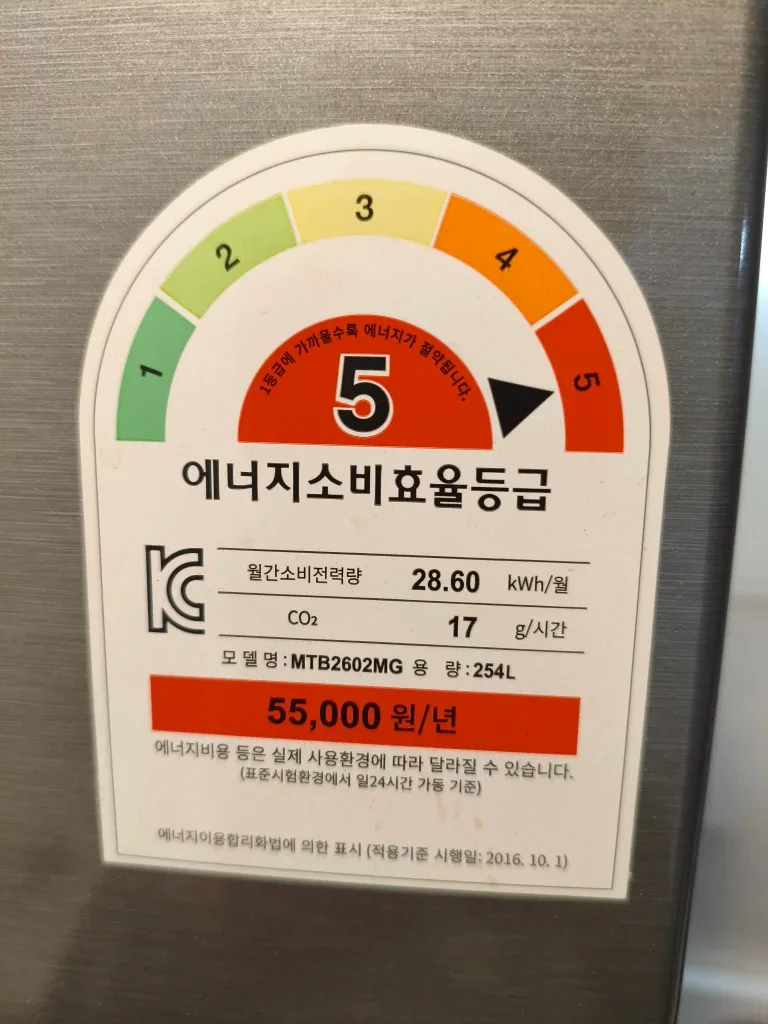 1
2
3
4
5
1등급에 가까울수록 에너지가 절약됩니다.
5
에너지소비효율등급
월간소비전력량 28.60 kWh/월
CO₂ 17 g/시간
모 델 명 : MTB2602MG 용 량 : 254L
55,000 원/년
에너지비용 등은 실제 사용환경에 따라 달라질 수 있습니다.
(표준시험환경에서 일24시간 가동 기준)
에너지이용합리화법에 의한 표시 (적용기준 시행일: 2016. 10. 1)